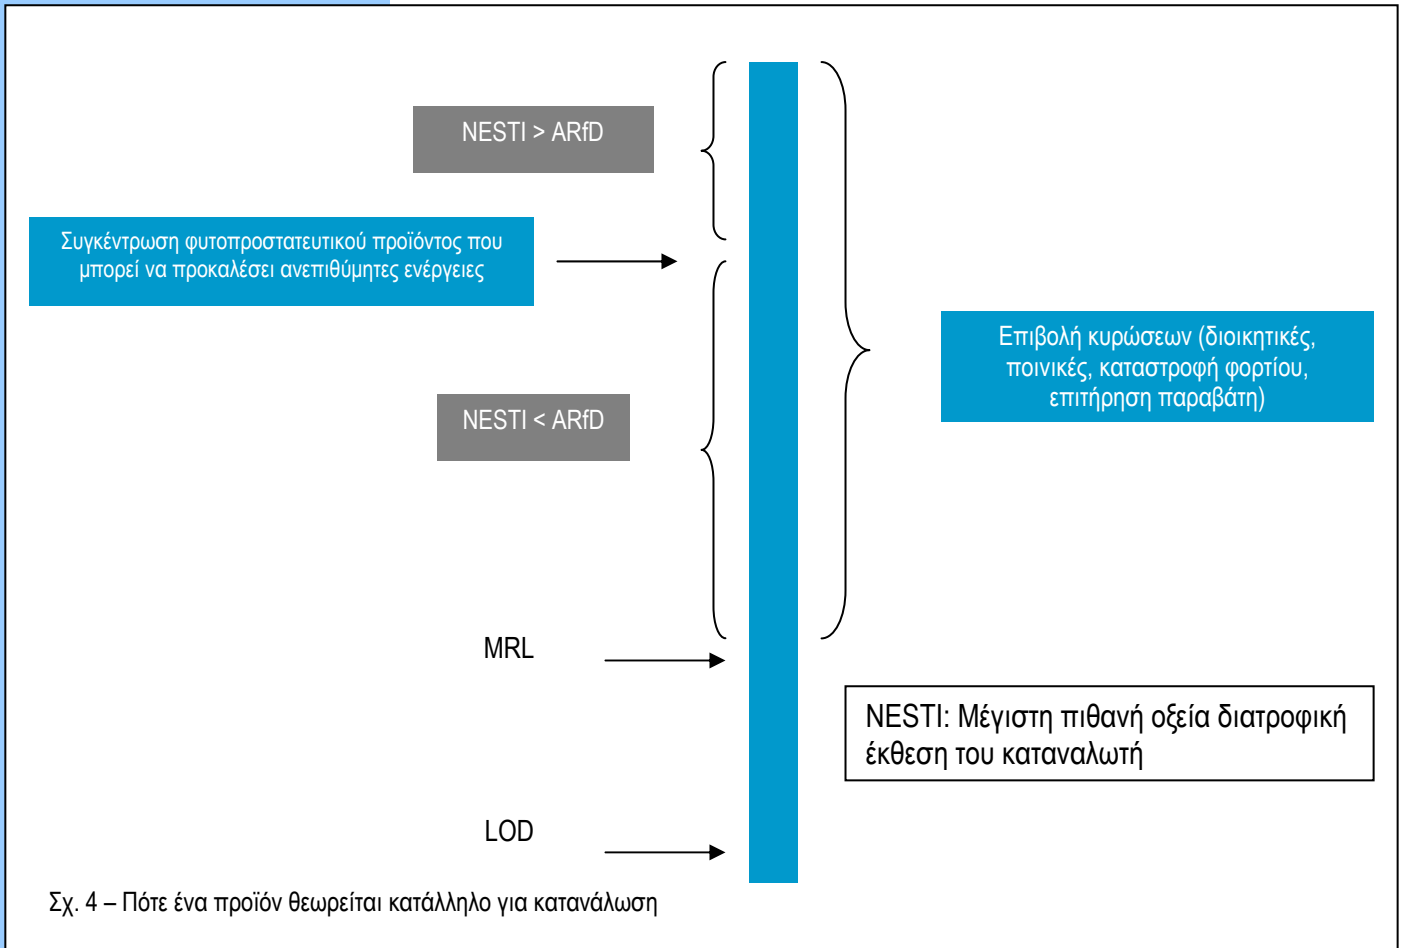 NESTI > ARfD
Συγκέντρωση φυτοπροστατευτικού προϊόντος που
μπορεί να προκαλέσει ανεπιθύμητες ενέργειες
Επιβολή κυρώσεων (διοικητικές,
ποινικές, καταστροφή φορτίου,
επιτήρηση παραβάτη)
NESTI < ARfD
MRL
NESTI: Μέγιστη πιθανή οξεία διατροφική
έκθεση του καταναλωτή
LOD
Σχ. 4 – Πότε ένα προϊόν θεωρείται κατάλληλο για κατανάλωση